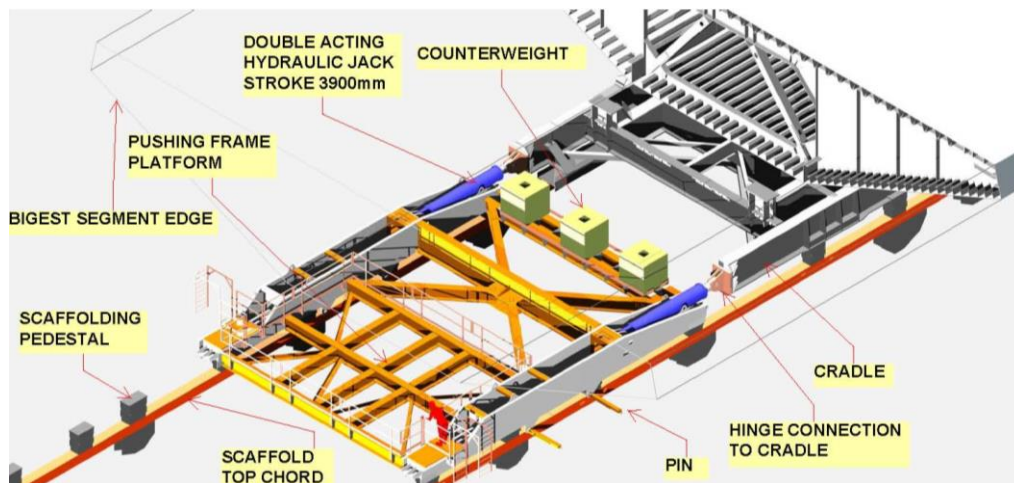 DOUBLE ACTING
HYDRAULIC JACK
STROKE 3900mm
COUNTERWEIGHT
PUSHING FRAME
PLATFORM
BIGEST SEGMENT EDGE
SCAFFOLDING
PEDESTAL
CRADLE
HINGE CONNECTION
TO CRADLE
PIN
SCAFFOLD
TOP CHORD